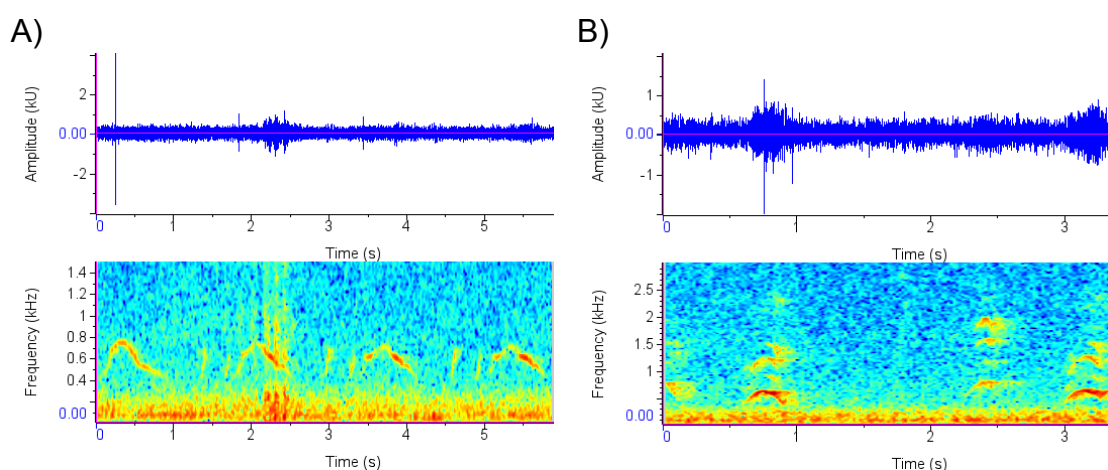 A)
Amplitude (kU)
2
0.00
-2
0 1 2 3 4 5
Time (s)
Frequency (kHz)
1.4
1.2
1
0.8
0.6
0.4
0.00
0 1 2 3 4 5
Time (s)
B)
Amplitude (kU)
1
0.00
-1
0 1 2 3
Time (s)
Frequency (kHz)
2.5
2
1.5
1
0.5
0.00
0 1 2 3
Time (s)